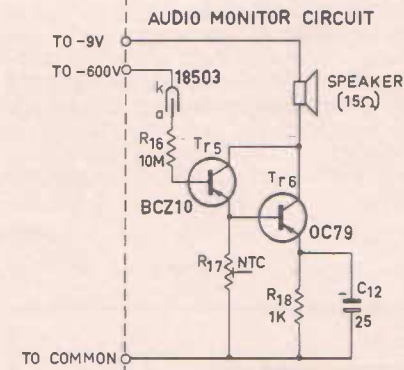 AUDIO MONITOR CIRCUIT
TO -9V
TO -600V
k
18503
a
SPEAKER
(15Ω)
R16
10M
Tr5
Tr6
BCZ10
OC79
R17
NTC
R18
1K
–
C12
25
TO COMMON